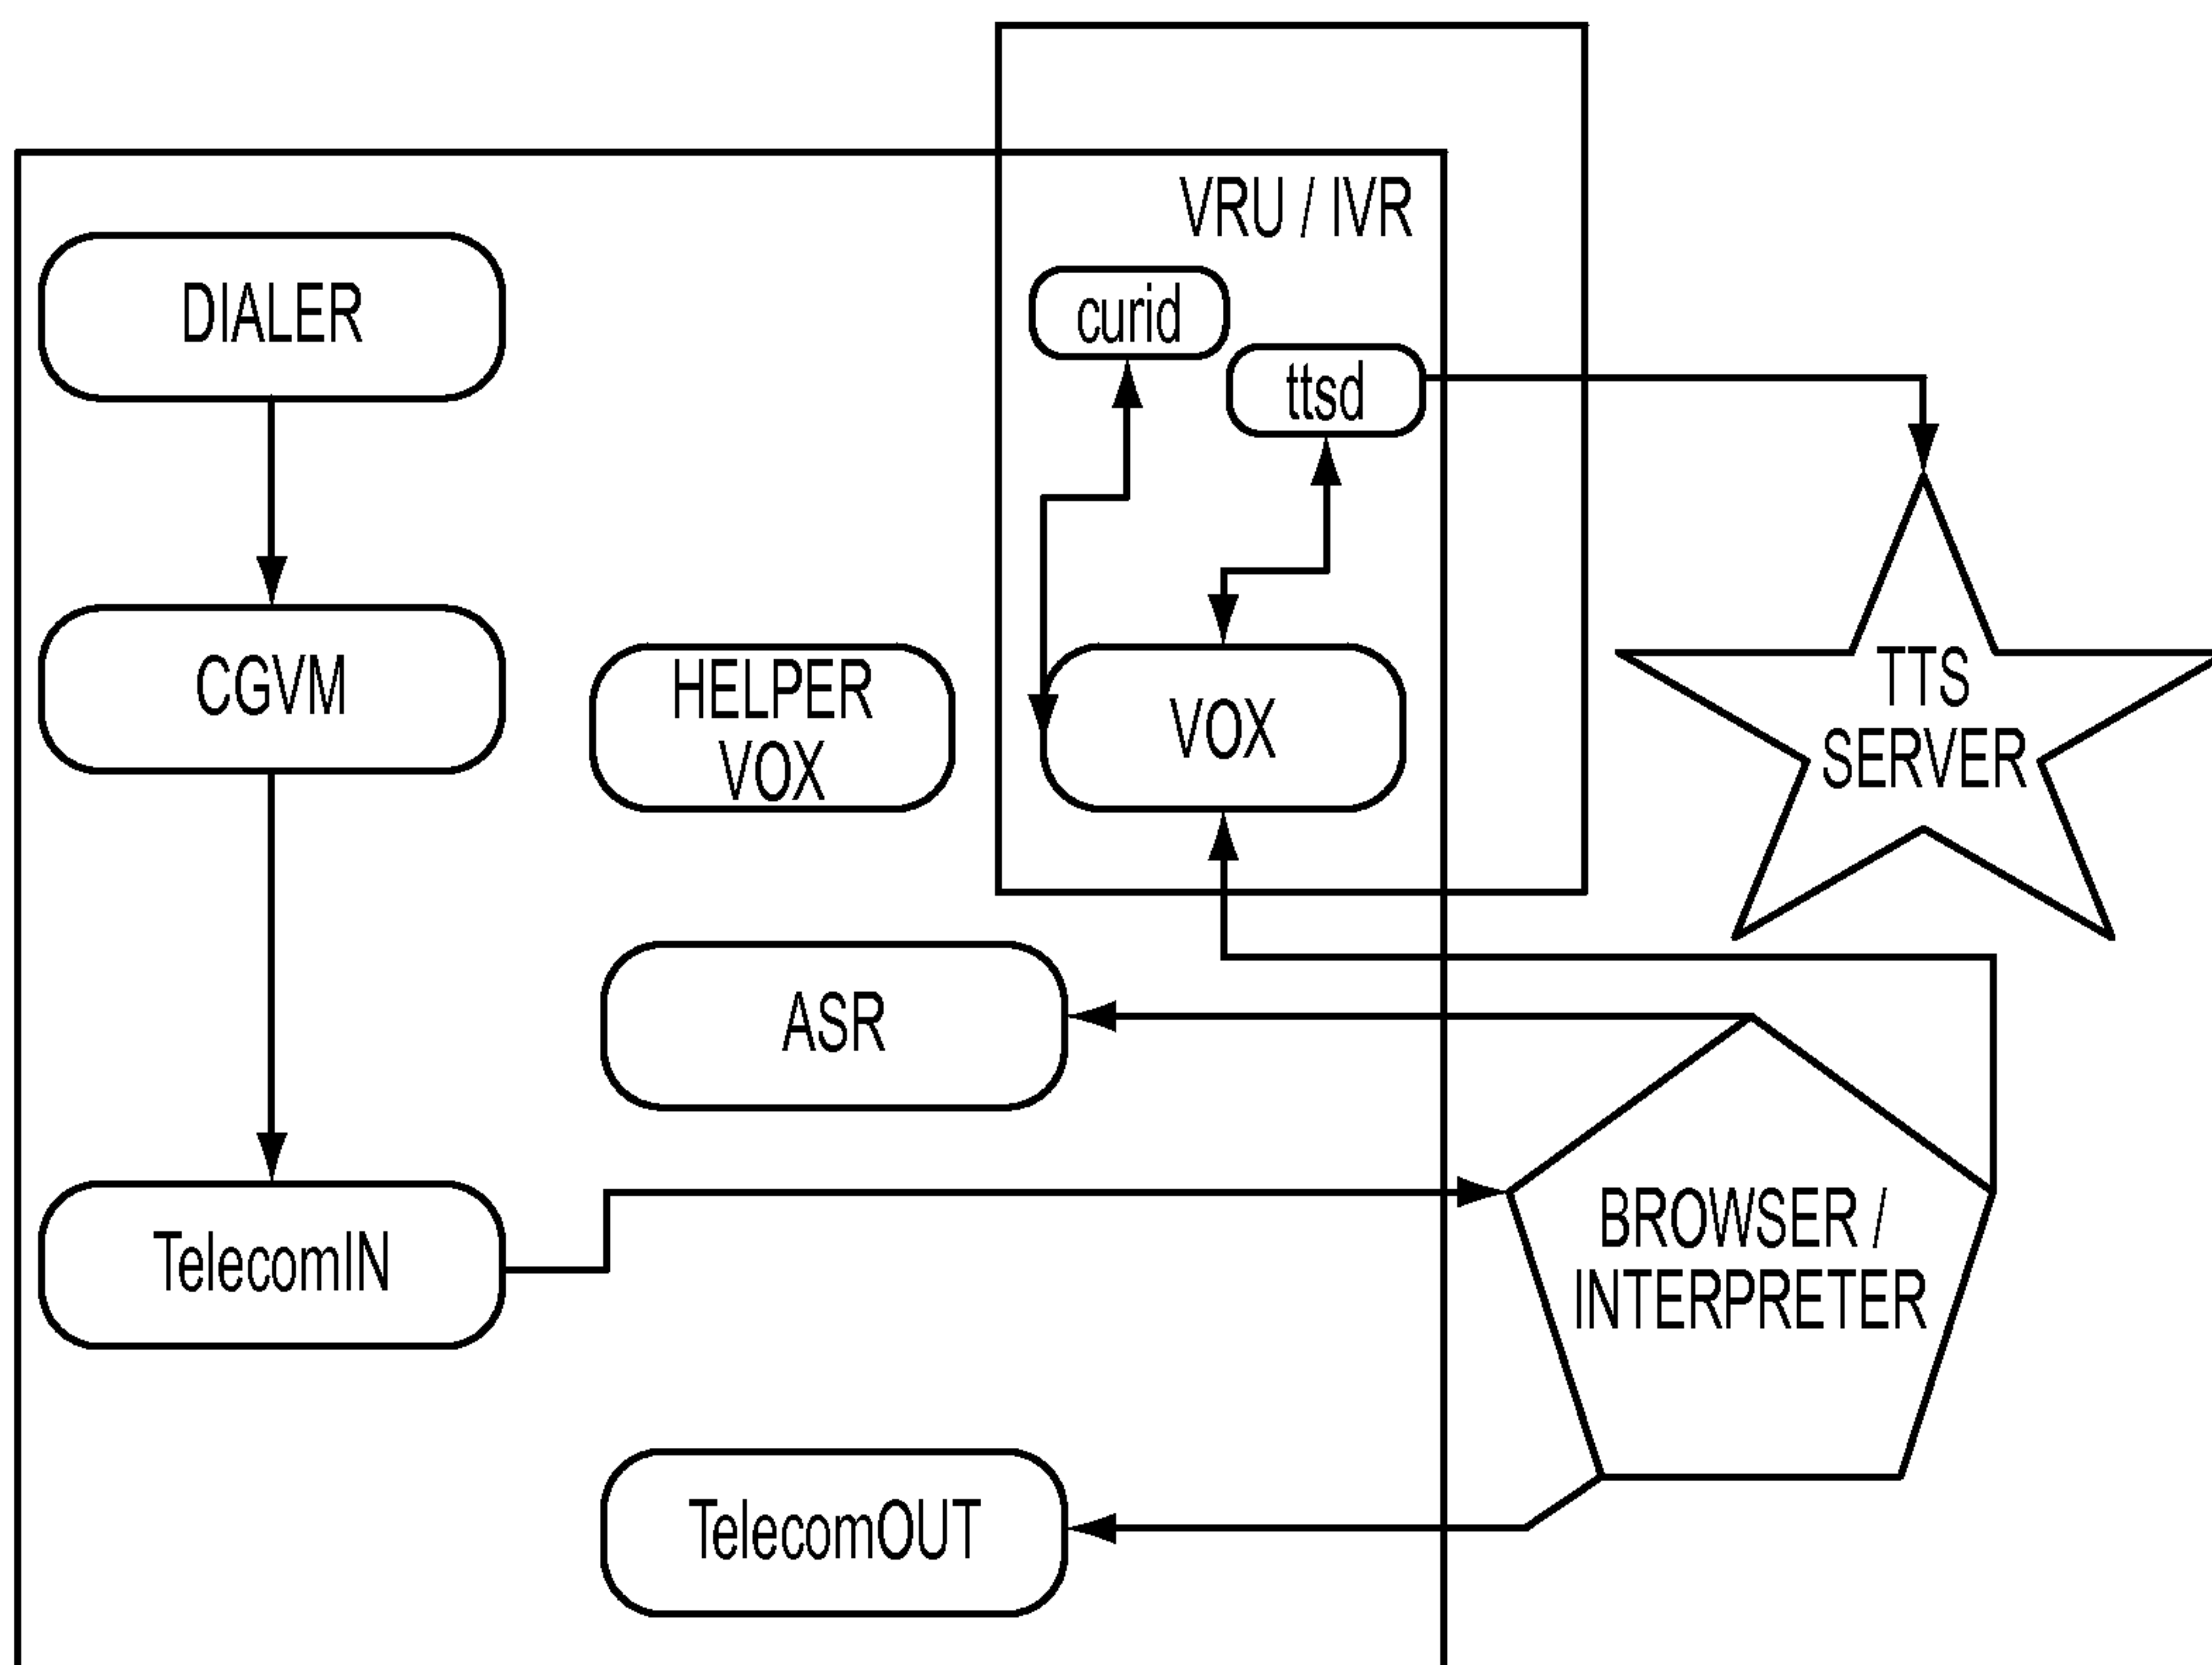 VRU / IVR
DIALER
curid
ttsd
CGVM
HELPER
VOX
VOX
TTS
SERVER
ASR
TelecomIN
BROWSER /
INTERPRETER
TelecomOUT